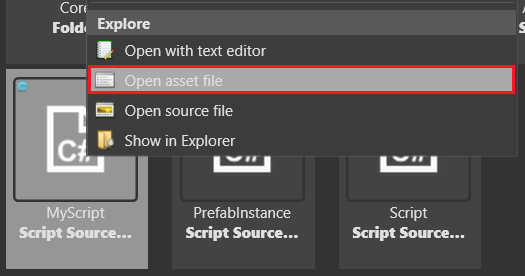 Core
Folde
A
Explore
Open with text editor
Open asset file
Open source file
Show in Explorer
C#
MyScript
Script Source...
PrefabInstance
Script Source...
Script
Script Source...